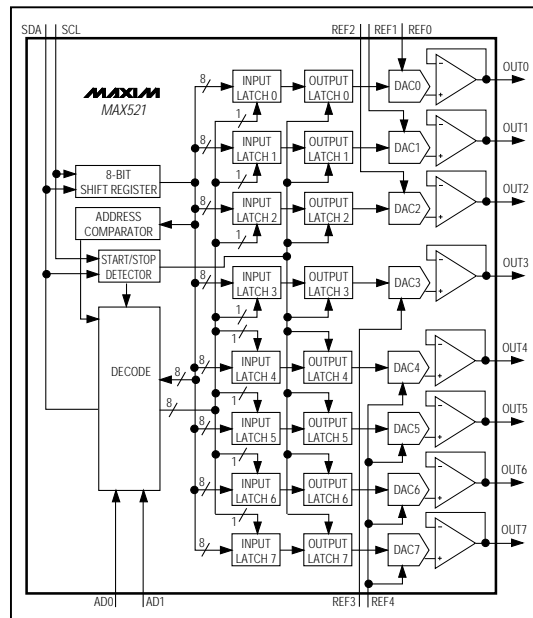 SDA SCL REF2 REF1 REF0
MAXIM
MAX521
8 INPUT LATCH 0 OUTPUT LATCH 0 DAC0 - + OUT0
1
8 INPUT LATCH 1 OUTPUT LATCH 1 DAC1 - + OUT1
1
8-BIT SHIFT REGISTER
8 INPUT LATCH 2 OUTPUT LATCH 2 DAC2 - + OUT2
1
ADDRESS COMPARATOR
START/STOP DETECTOR
8 INPUT LATCH 3 OUTPUT LATCH 3 DAC3 - + OUT3
1
DECODE 8 8
8 INPUT LATCH 4 OUTPUT LATCH 4 DAC4 - + OUT4
1
8 INPUT LATCH 5 OUTPUT LATCH 5 DAC5 - + OUT5
1
8 INPUT LATCH 6 OUTPUT LATCH 6 DAC6 - + OUT6
1
8 INPUT LATCH 7 OUTPUT LATCH 7 DAC7 - + OUT7
AD0 AD1 REF3 REF4